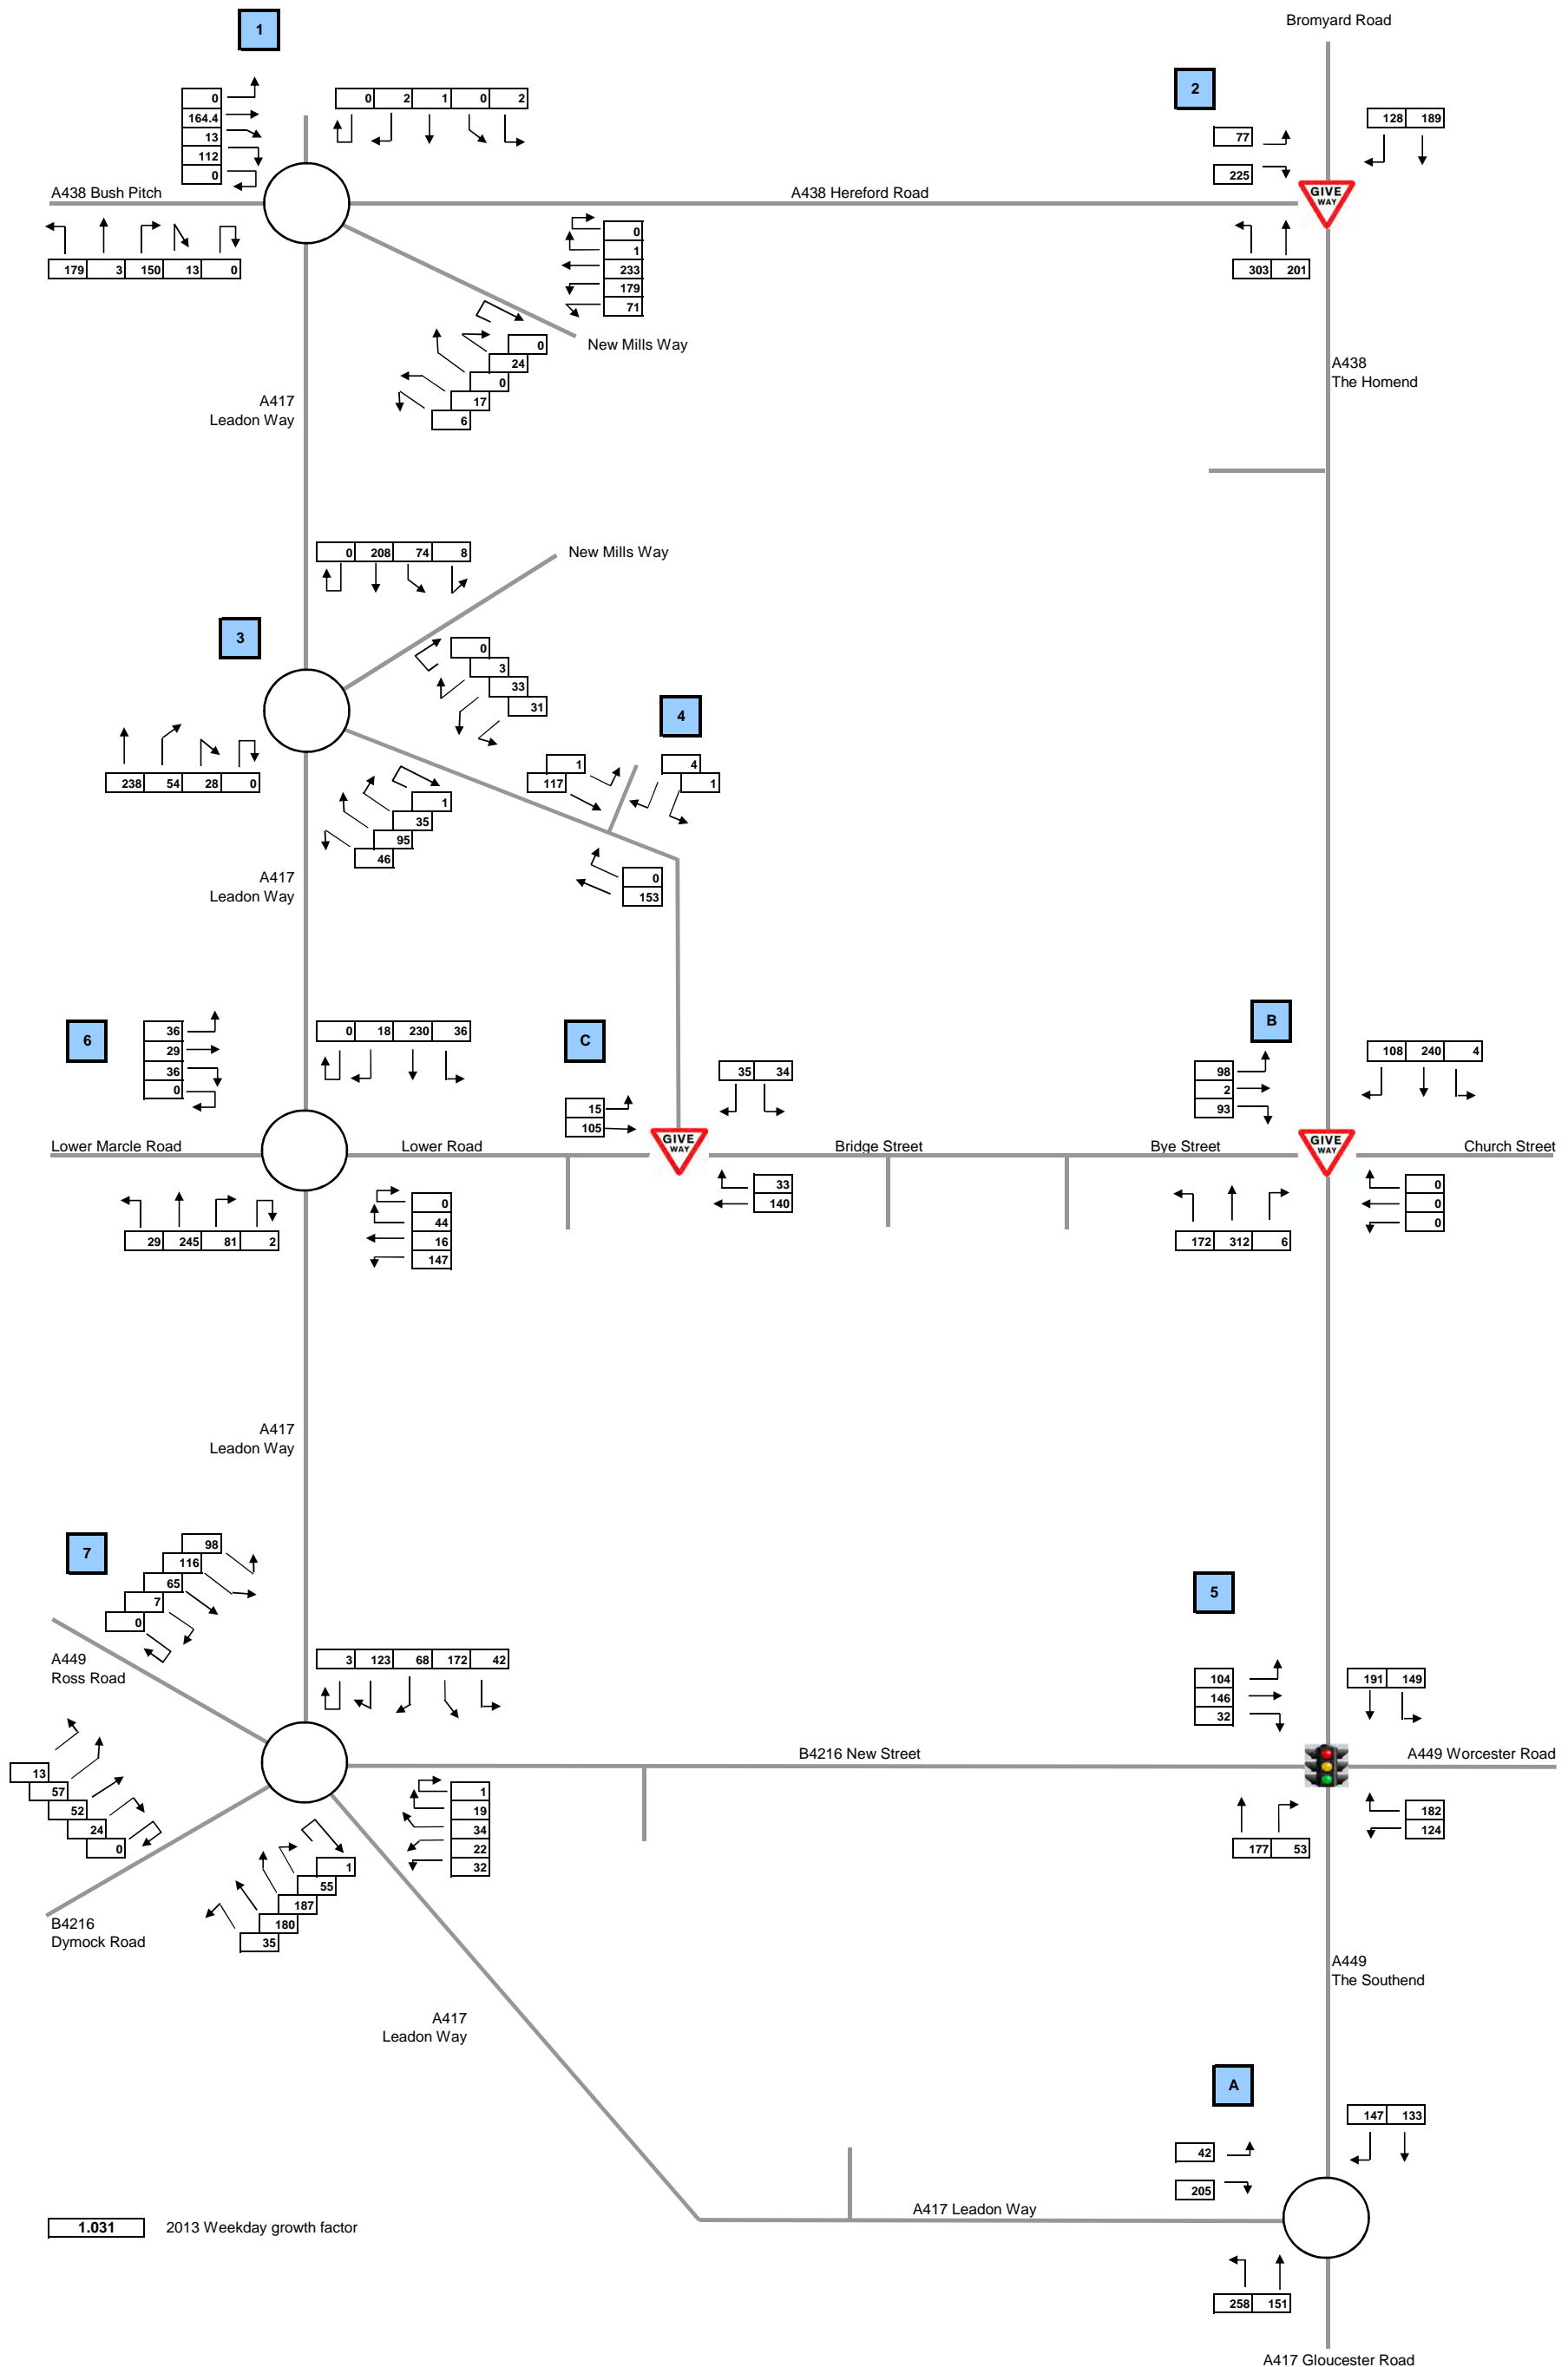 Bromyard Road
1
2
0
164.4
13
112
0
0 2 1 0 2
77
225
128 189
A438 Bush Pitch
A438 Hereford Road
GIVE
WAY
179 3 150 13 0
0
1
233
179
71
303 201
New Mills Way
0
24
0
17
6
A438
The Homend
A417
Leadon Way
0 208 74 8
New Mills Way
3
0
3
33
31
4
238 54 28 0
1
117
4
1
1
35
95
46
0
153
A417
Leadon Way
6
36
29
36
0
0 18 230 36
C
35 34
15
105
B
98
2
93
108 240 4
Lower Marcle Road
Lower Road
GIVE
WAY
Bridge Street
Bye Street
GIVE
WAY
Church Street
29 245 81 2
0
44
16
147
33
140
172 312 6
0
0
0
A417
Leadon Way
7
98
116
65
7
0
5
A449
Ross Road
3 123 68 172 42
104
146
32
191 149
13
57
52
24
0
B4216 New Street
A449 Worcester Road
1
19
34
22
32
177 53
182
124
1
55
187
180
35
B4216
Dymock Road
A449
The Southend
A417
Leadon Way
A
147 133
42
205
A417 Leadon Way
1.031 2013 Weekday growth factor
258 151
A417 Gloucester Road